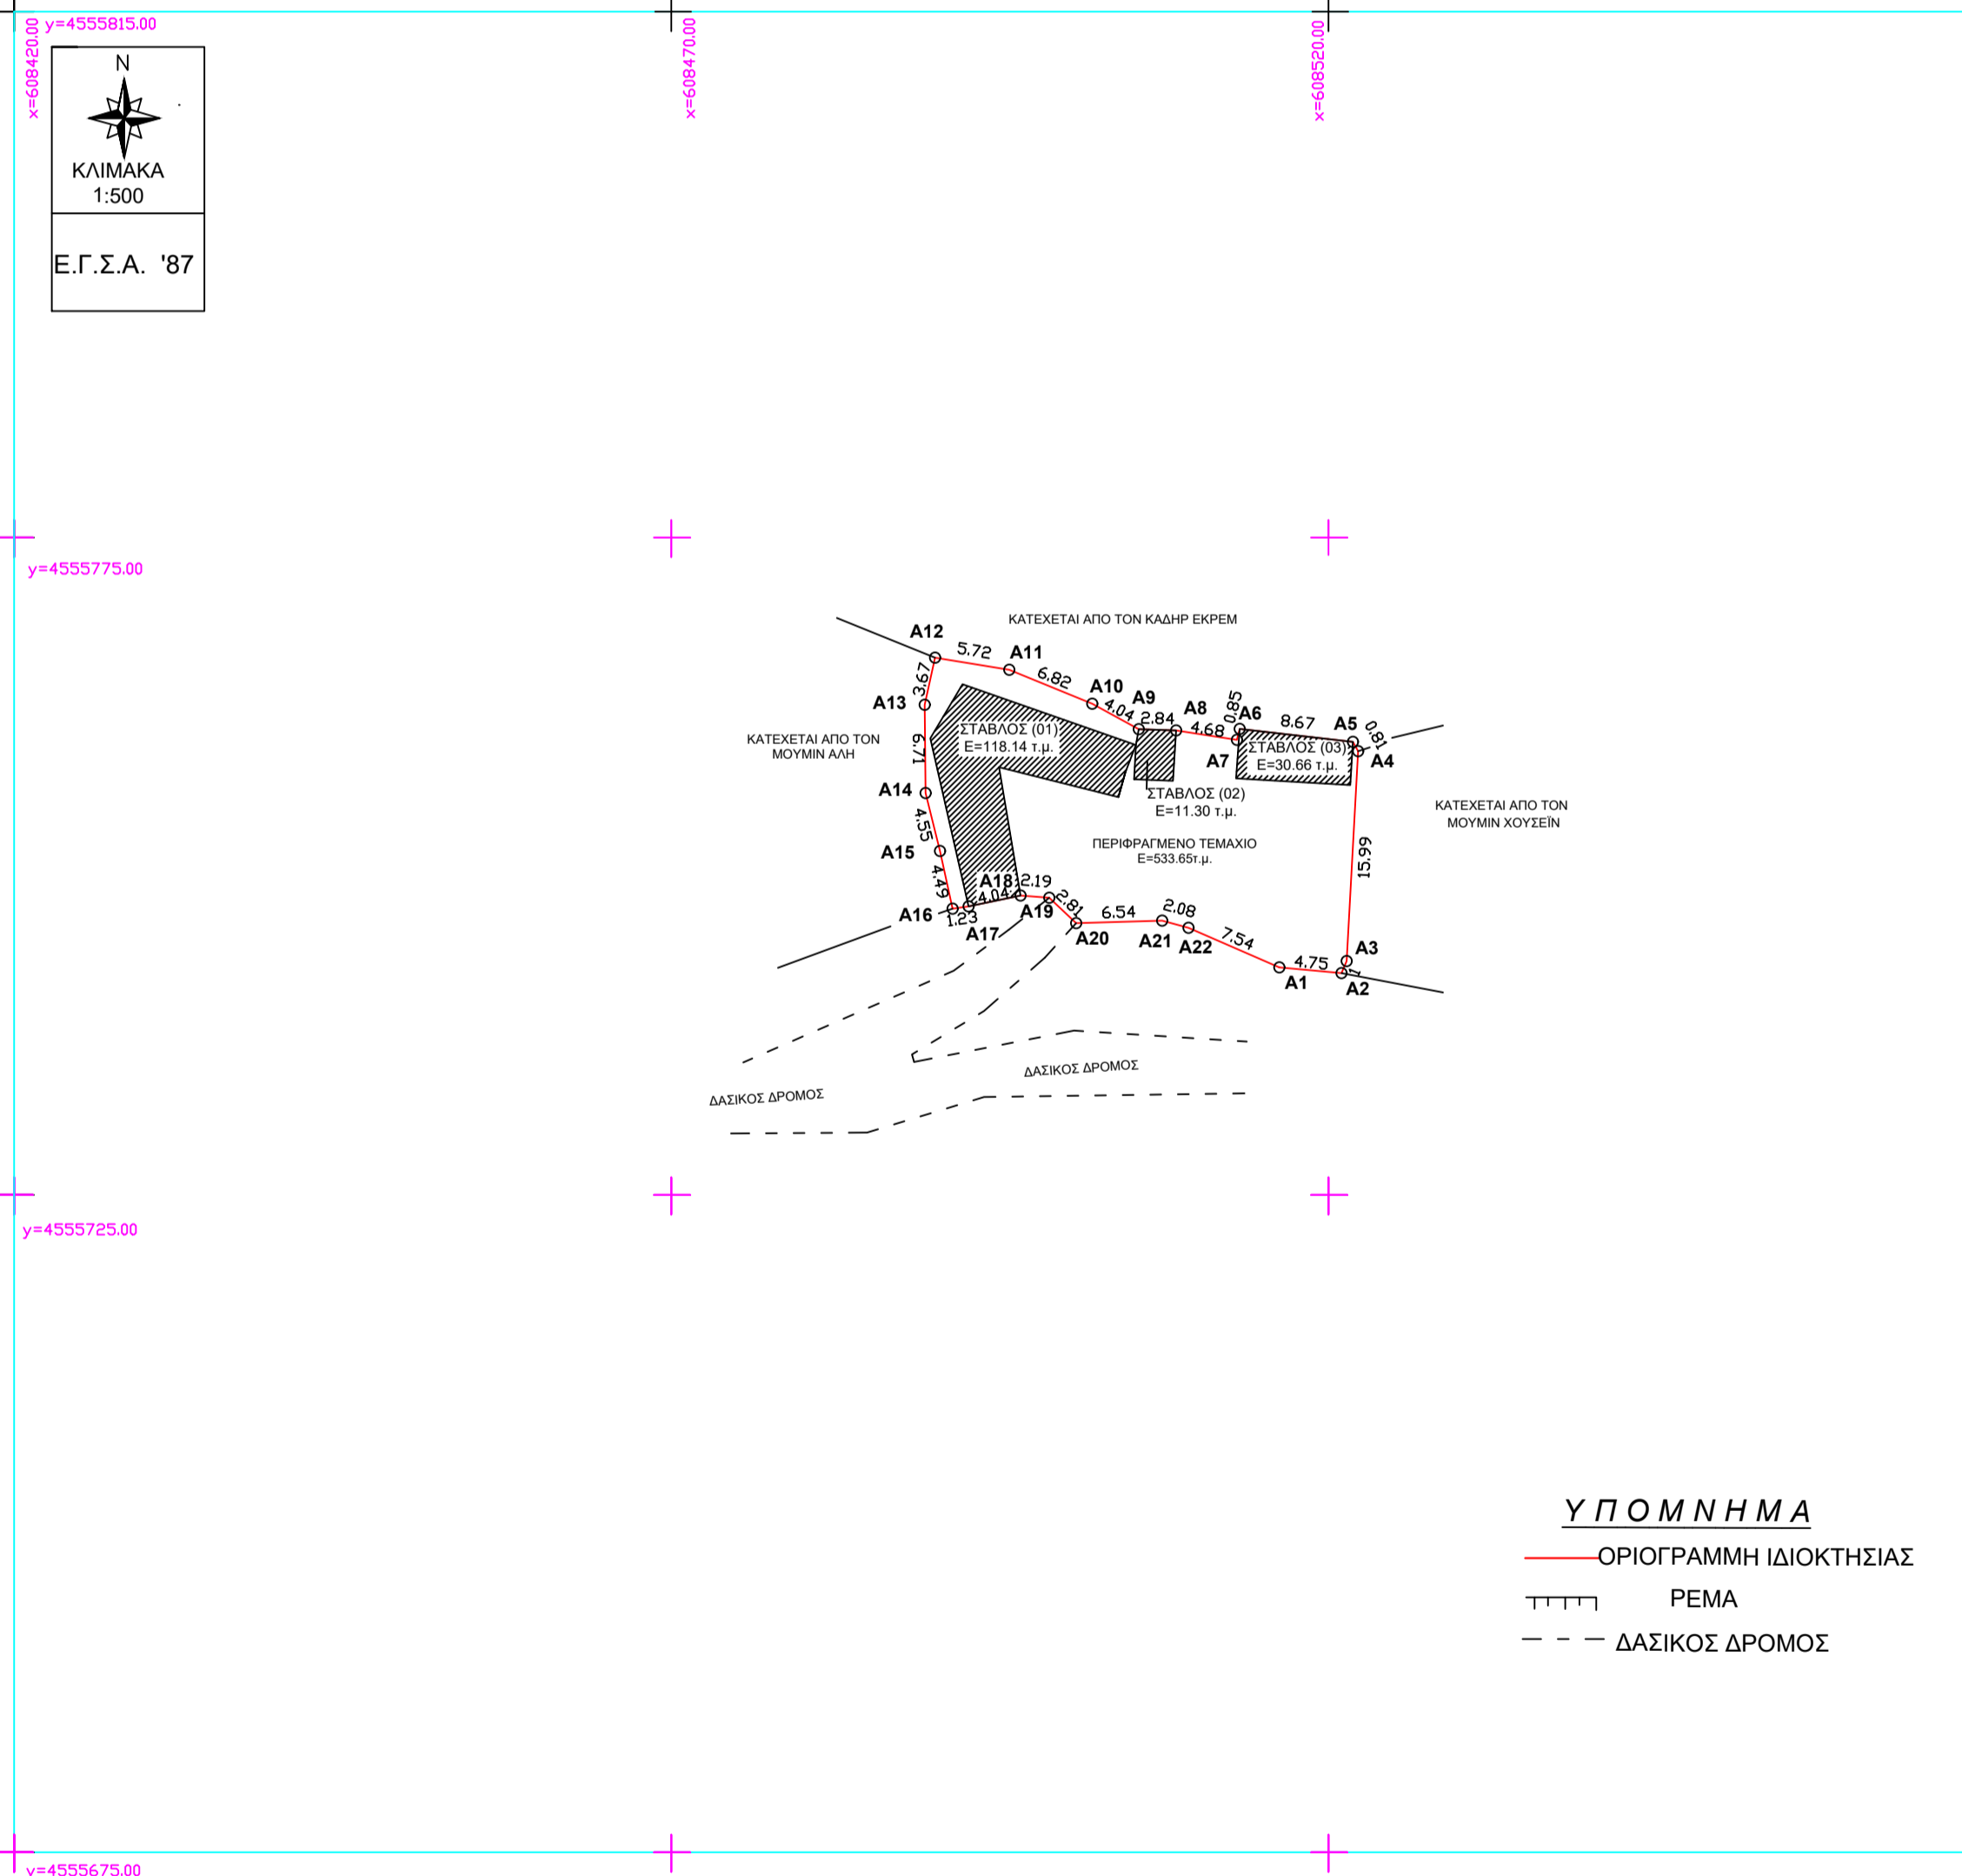 y=4555815.00
x=608420.00
x=608470.00
x=608520.00
N
ΚΛΙΜΑΚΑ
1:500
Ε.Γ.Σ.Α. '87
y=4555775.00
ΚΑΤΕΧΕΤΑΙ ΑΠΟ ΤΟΝ ΚΑΔΗΡ ΕΚΡΕΜ
A12
5.72
A11
3.67
6.82
A10
A13
4.04
A9
2.84
A8
4.68
0.85
A6
8.67
A5
0.81
A4
A7
ΚΑΤΕΧΕΤΑΙ ΑΠΟ ΤΟΝ
ΜΟΥΜΙΝ ΑΛΗ
6.71
ΣΤΑΒΛΟΣ (01)
Ε=118.14 τ.μ.
ΣΤΑΒΛΟΣ (03)
Ε=30.66 τ.μ.
A14
ΣΤΑΒΛΟΣ (02)
Ε=11.30 τ.μ.
ΚΑΤΕΧΕΤΑΙ ΑΠΟ ΤΟΝ
ΜΟΥΜΙΝ ΧΟΥΣΕΪΝ
4.55
ΠΕΡΙΦΡΑΓΜΕΝΟ ΤΕΜΑΧΙΟ
Ε=533.65τ.μ.
A15
15.99
4.49
A18
2.19
4.04
A16
1.23
A17
A19
2.81
A20
6.54
2.08
A21
A22
7.54
4.75
A3
1
A1
A2
ΔΑΣΙΚΟΣ ΔΡΟΜΟΣ
ΔΑΣΙΚΟΣ ΔΡΟΜΟΣ
y=4555725.00
ΥΠΟΜΝΗΜΑ
ΟΡΙΟΓΡΑΜΜΗ ΙΔΙΟΚΤΗΣΙΑΣ
ΡΕΜΑ
ΔΑΣΙΚΟΣ ΔΡΟΜΟΣ
y=4555675.00